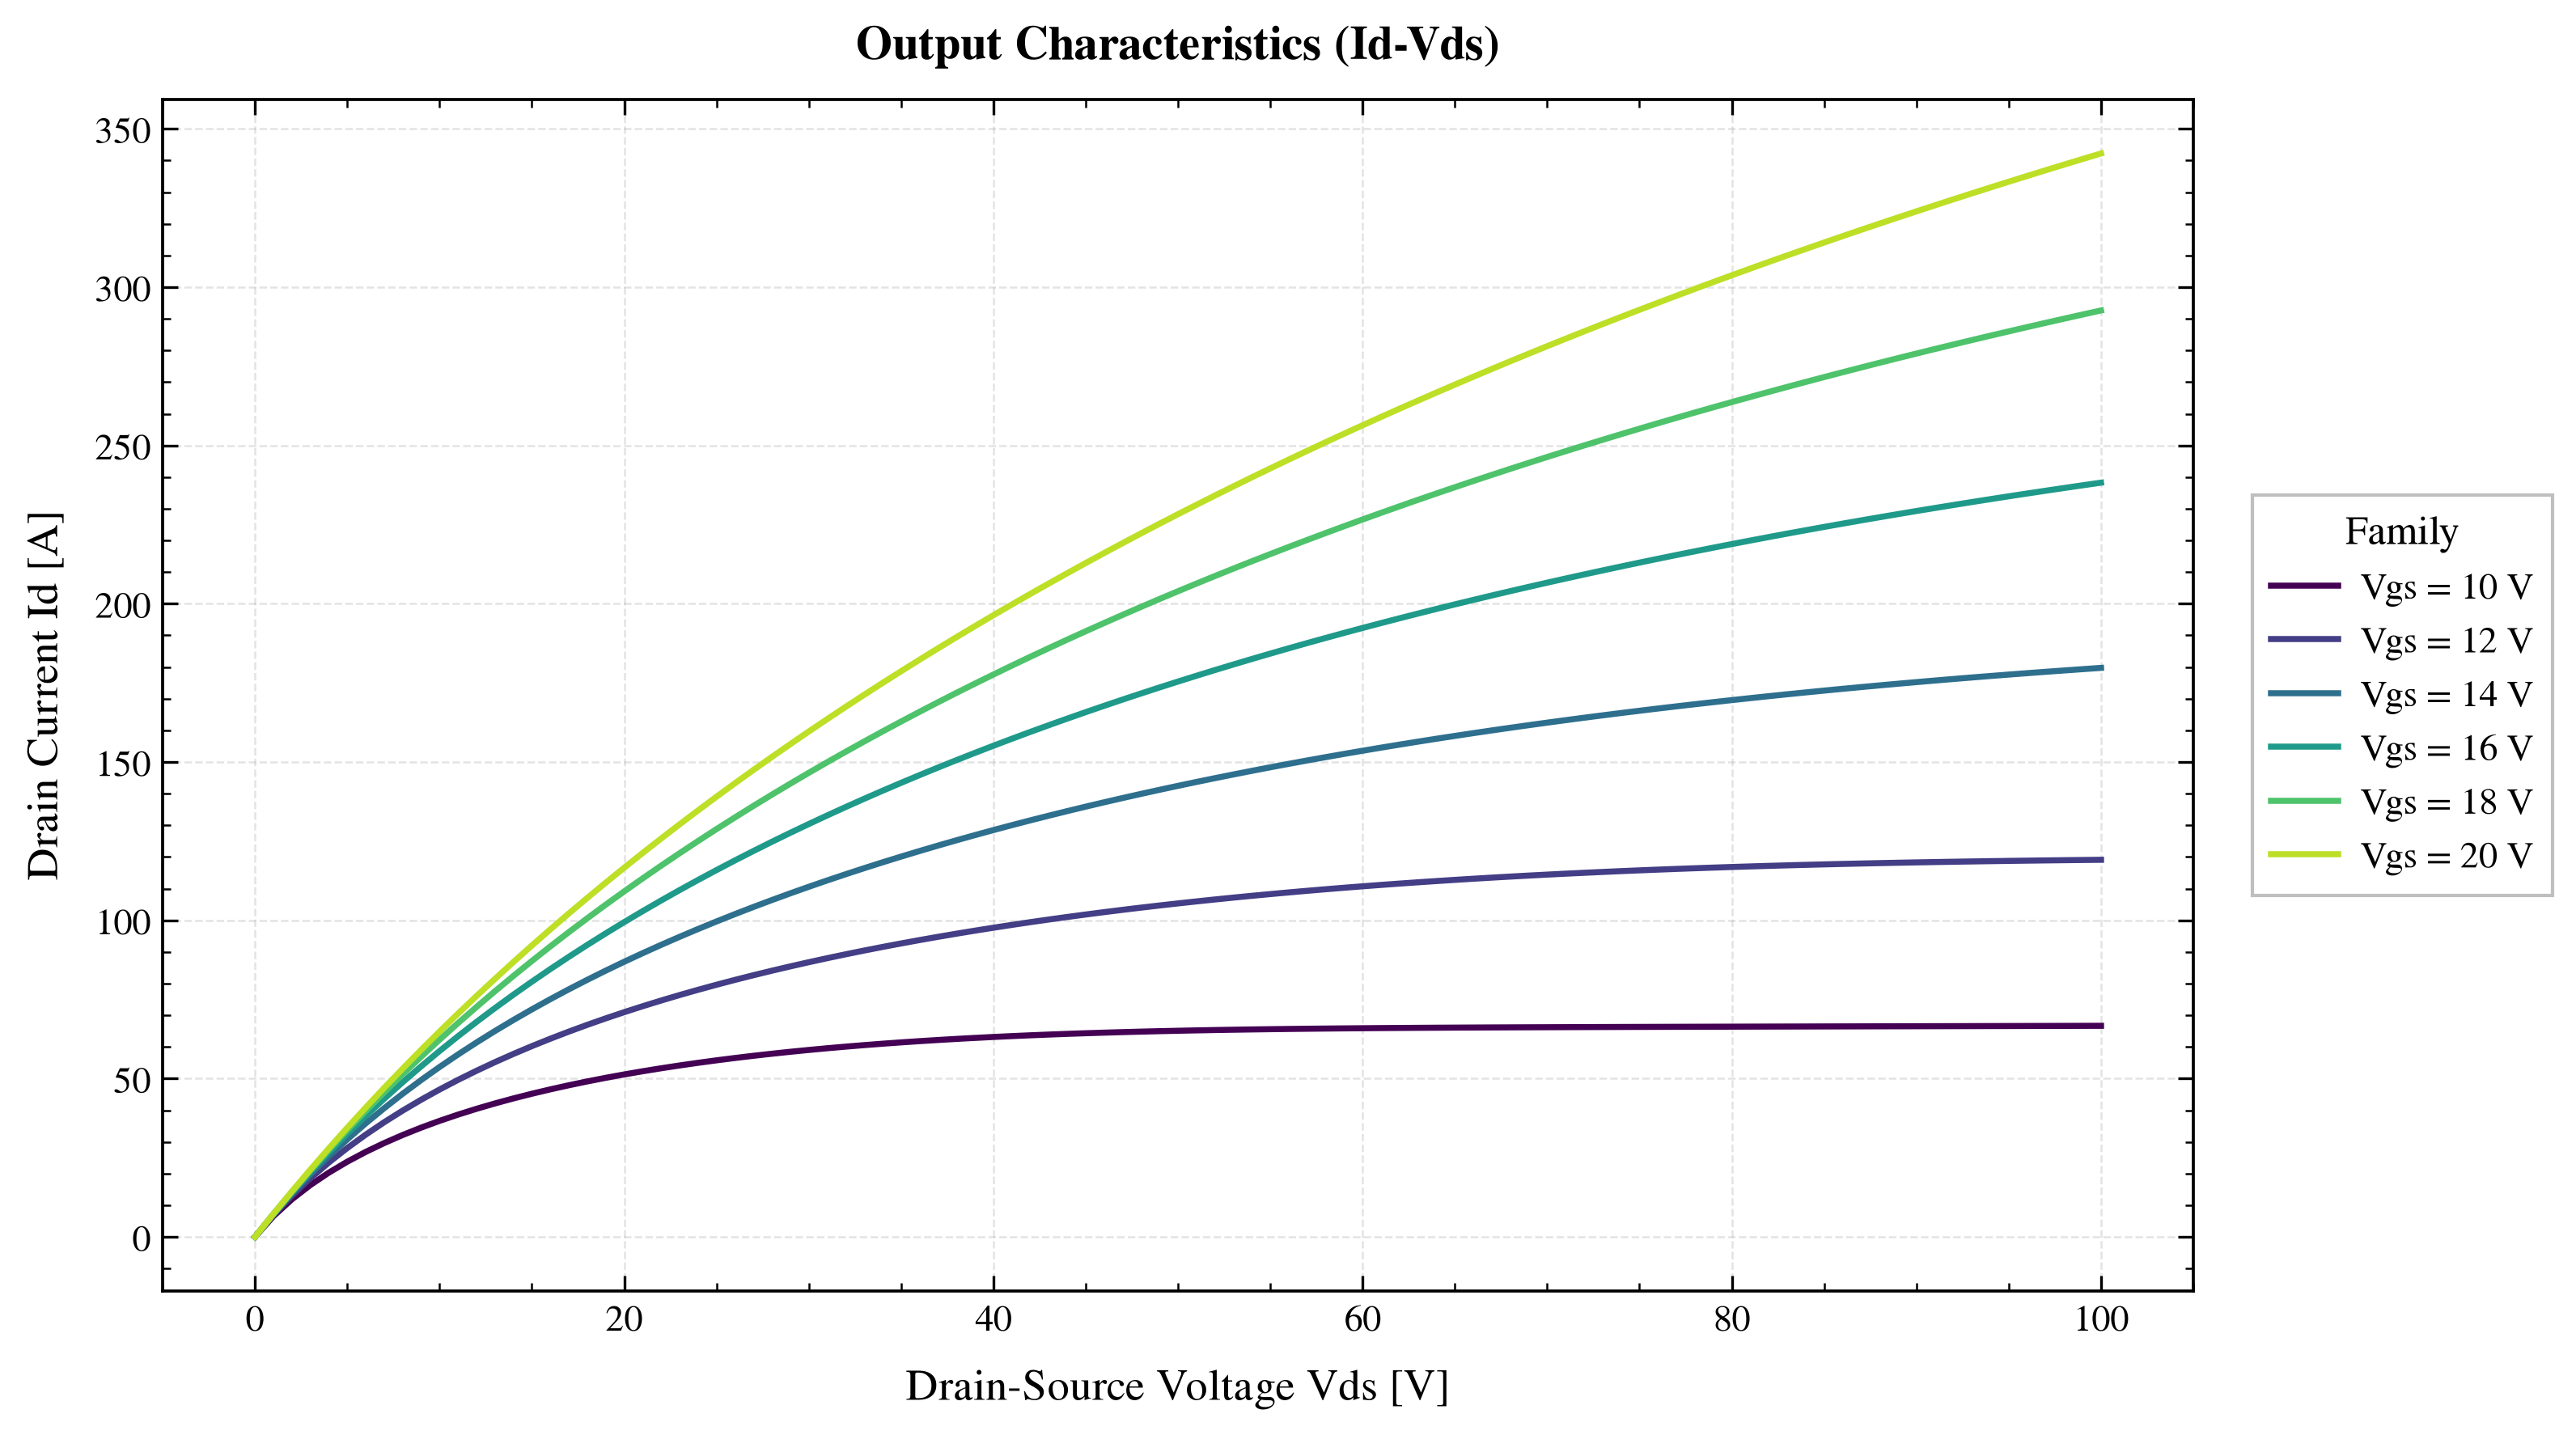 Output Characteristics (Id-Vds)
350
300
250
200
150
100
50
0
Drain Current Id [A]
0 20 40 60 80 100
Drain-Source Voltage Vds [V]
Family
Vgs = 10 V
Vgs = 12 V
Vgs = 14 V
Vgs = 16 V
Vgs = 18 V
Vgs = 20 V